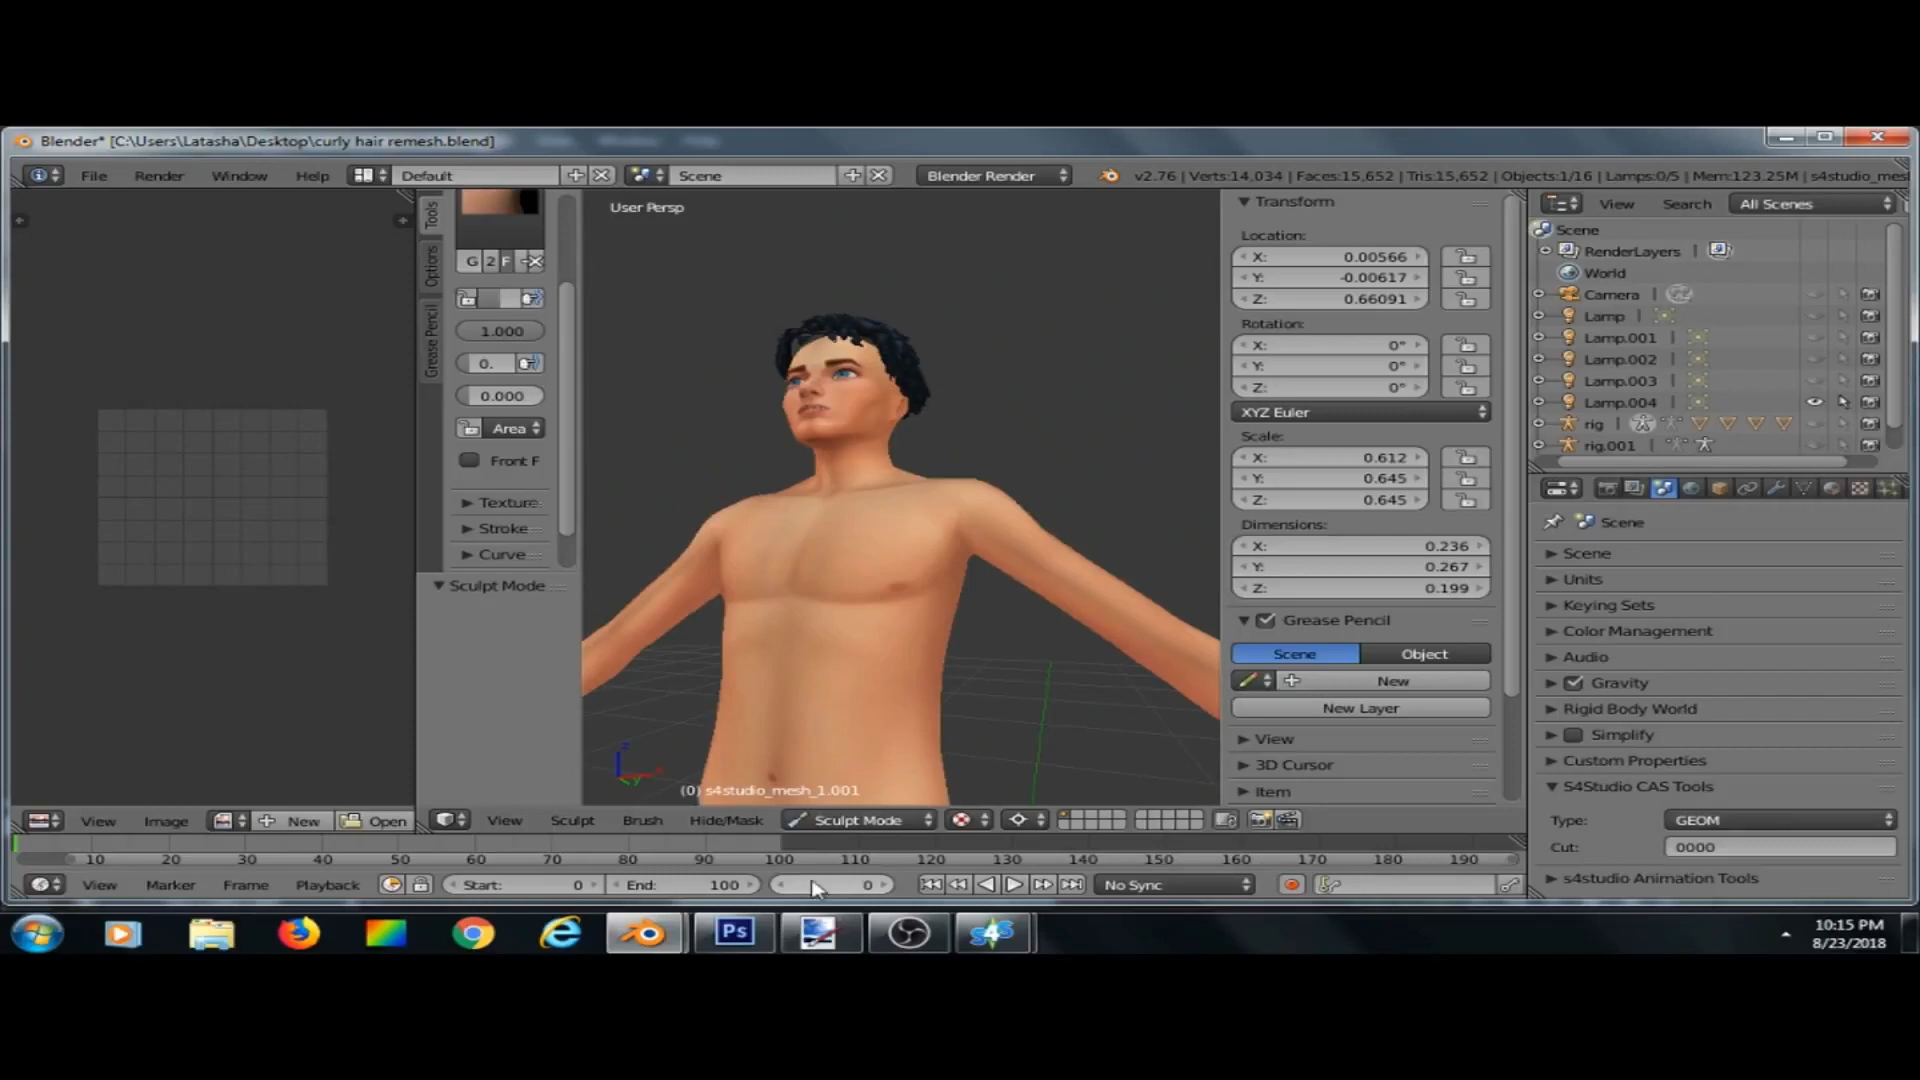 Blender* [C:\Users\Latasha\Desktop\curly hair remesh.blend]
File Render Window Help Default Scene Blender Render v2.76 | Verts:14,034 | Faces:15,652 | Tris:15,652 | Objects:1/16 | Lamps:0/5 | Mem:123.25M | s4studio_mes
Tools
Options
Grease Pencil
G 2 F
1.000
0.
0.000
Area
Front F
Texture
Stroke
Curve
Sculpt Mode
User Persp
(0) s4studio_mesh_1.001
Transform
Location:
X: 0.00566
Y: -0.00617
Z: 0.66091
Rotation:
X: 0°
Y: 0°
Z: 0°
XYZ Euler
Scale:
X: 0.612
Y: 0.645
Z: 0.645
Dimensions:
X: 0.236
Y: 0.267
Z: 0.199
Grease Pencil
Scene Object
New
New Layer
View
3D Cursor
Item
View Search All Scenes
Scene
RenderLayers
World
Camera
Lamp
Lamp.001
Lamp.002
Lamp.003
Lamp.004
rig
rig.001
Scene
Scene
Units
Keying Sets
Color Management
Audio
Gravity
Rigid Body World
Simplify
Custom Properties
S4Studio CAS Tools
Type: GEOM
Cut: 0000
s4studio Animation Tools
View Image New Open View Sculpt Brush Hide/Mask Sculpt Mode
10 20 30 40 50 60 70 80 90 100 110 120 130 140 150 160 170 180 190
View Marker Frame Playback Start: 0 End: 100 0 No Sync
Ps
S4S
10:15 PM
8/23/2018